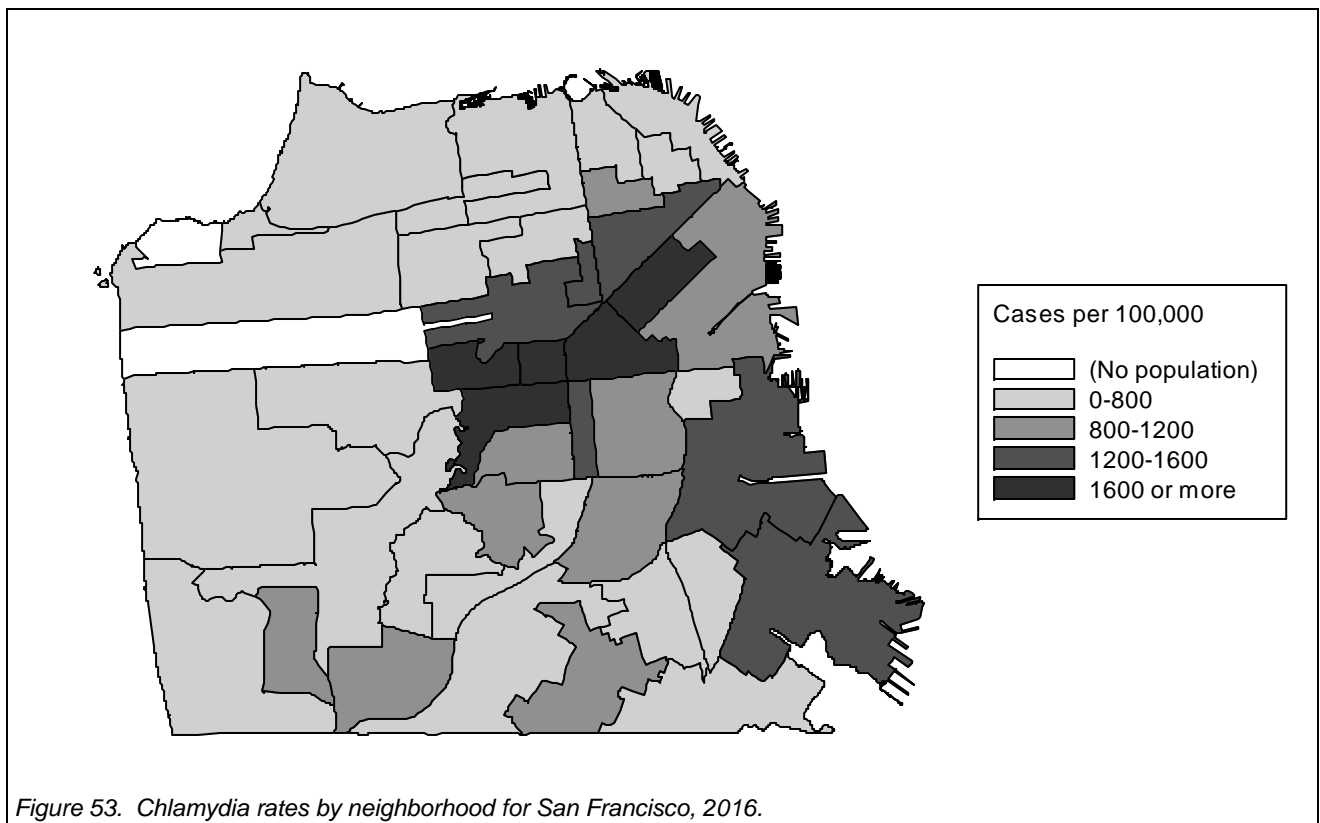 Cases per 100,000
(No population)
0-800
800-1200
1200-1600
1600 or more
Figure 53. Chlamydia rates by neighborhood for San Francisco, 2016.